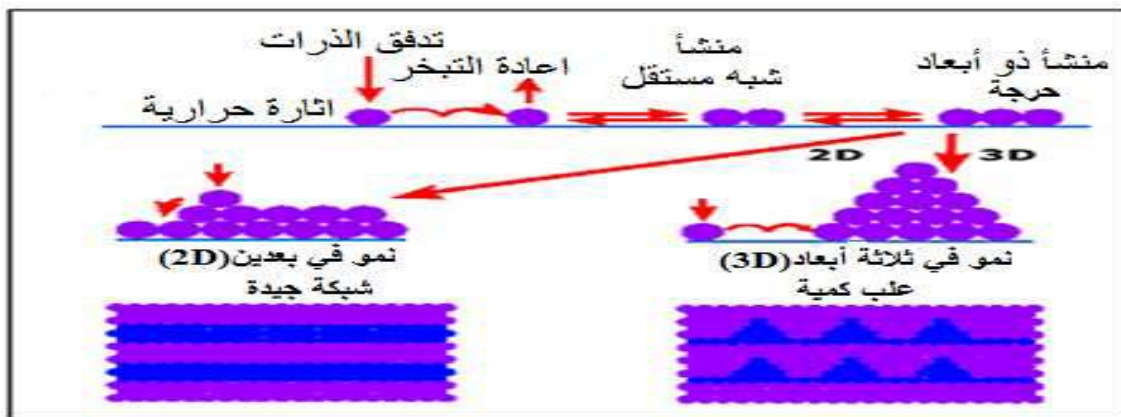 تدفق الذرات
اعادة التبخر
اثارة حرارية
منشأ
شبه مستقل
منشأ ذو أبعاد
حرجة
2D
3D
نمو في بعدين(2D)
شبكة جيدة
نمو في ثلاثة أبعاد(3D)
علب كمية